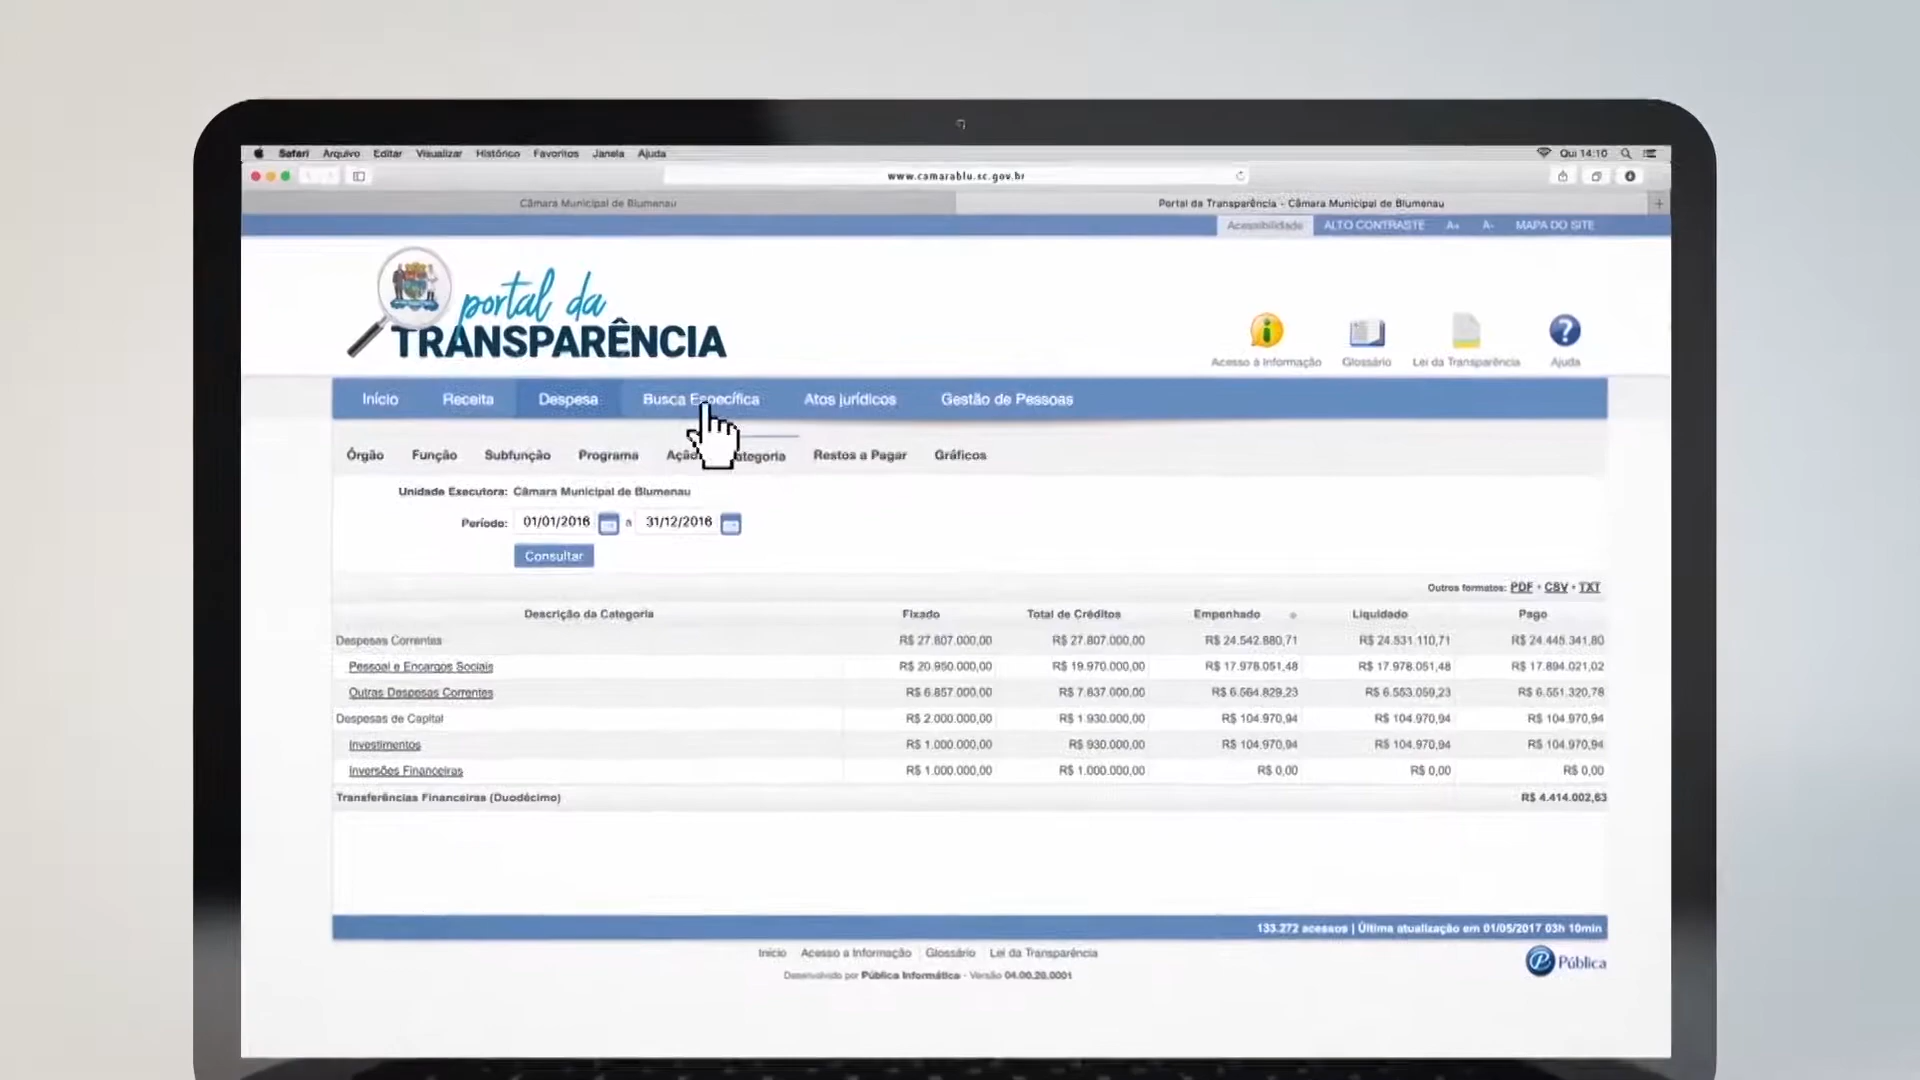 Safari Arquivo Editar Visualizar Histórico Favoritos Janela Ajuda Qui 14:10
www.camarablu.sc.gov.br
Câmara Municipal de Blumenau Portal da Transparência - Câmara Municipal de Blumenau
Acessibilidade ALTO CONTRASTE A+ A- MAPA DO SITE
portal da
TRANSPARÊNCIA
Acesso à Informação Glossário Lei da Transparência Ajuda
Início Receita Despesa Busca Específica Atos jurídicos Gestão de Pessoas
Órgão Função Subfunção Programa Ação ategoria Restos a Pagar Gráficos
Unidade Executora: Câmara Municipal de Blumenau
Período: 01/01/2016 a 31/12/2016
Consultar
Outros formatos: PDF • CSV • TXT
Descrição da Categoria Fixado Total de Créditos Empenhado Liquidado Pago
Despesas Correntes R$ 27.807.000,00 R$ 27.807.000,00 R$ 24.542.880,71 R$ 24.531.110,71 R$ 24.445.341,80
Pessoal e Encargos Sociais R$ 20.950.000,00 R$ 19.970.000,00 R$ 17.978.051,48 R$ 17.978.051,48 R$ 17.894.021,02
Outras Despesas Correntes R$ 6.857.000,00 R$ 7.837.000,00 R$ 6.564.829,23 R$ 6.553.059,23 R$ 6.551.320,78
Despesas de Capital R$ 2.000.000,00 R$ 1.930.000,00 R$ 104.970,94 R$ 104.970,94 R$ 104.970,94
Investimentos R$ 1.000.000,00 R$ 930.000,00 R$ 104.970,94 R$ 104.970,94 R$ 104.970,94
Inversões Financeiras R$ 1.000.000,00 R$ 1.000.000,00 R$ 0,00 R$ 0,00 R$ 0,00
Transferências Financeiras (Duodécimo) R$ 4.414.002,63
133.272 acessos | Última atualização em 01/05/2017 03h 10min
Início Acesso a Informação Glossário Lei da Transparência
Desenvolvido por Pública Informática - Versão 04.00.28.0001
Pública